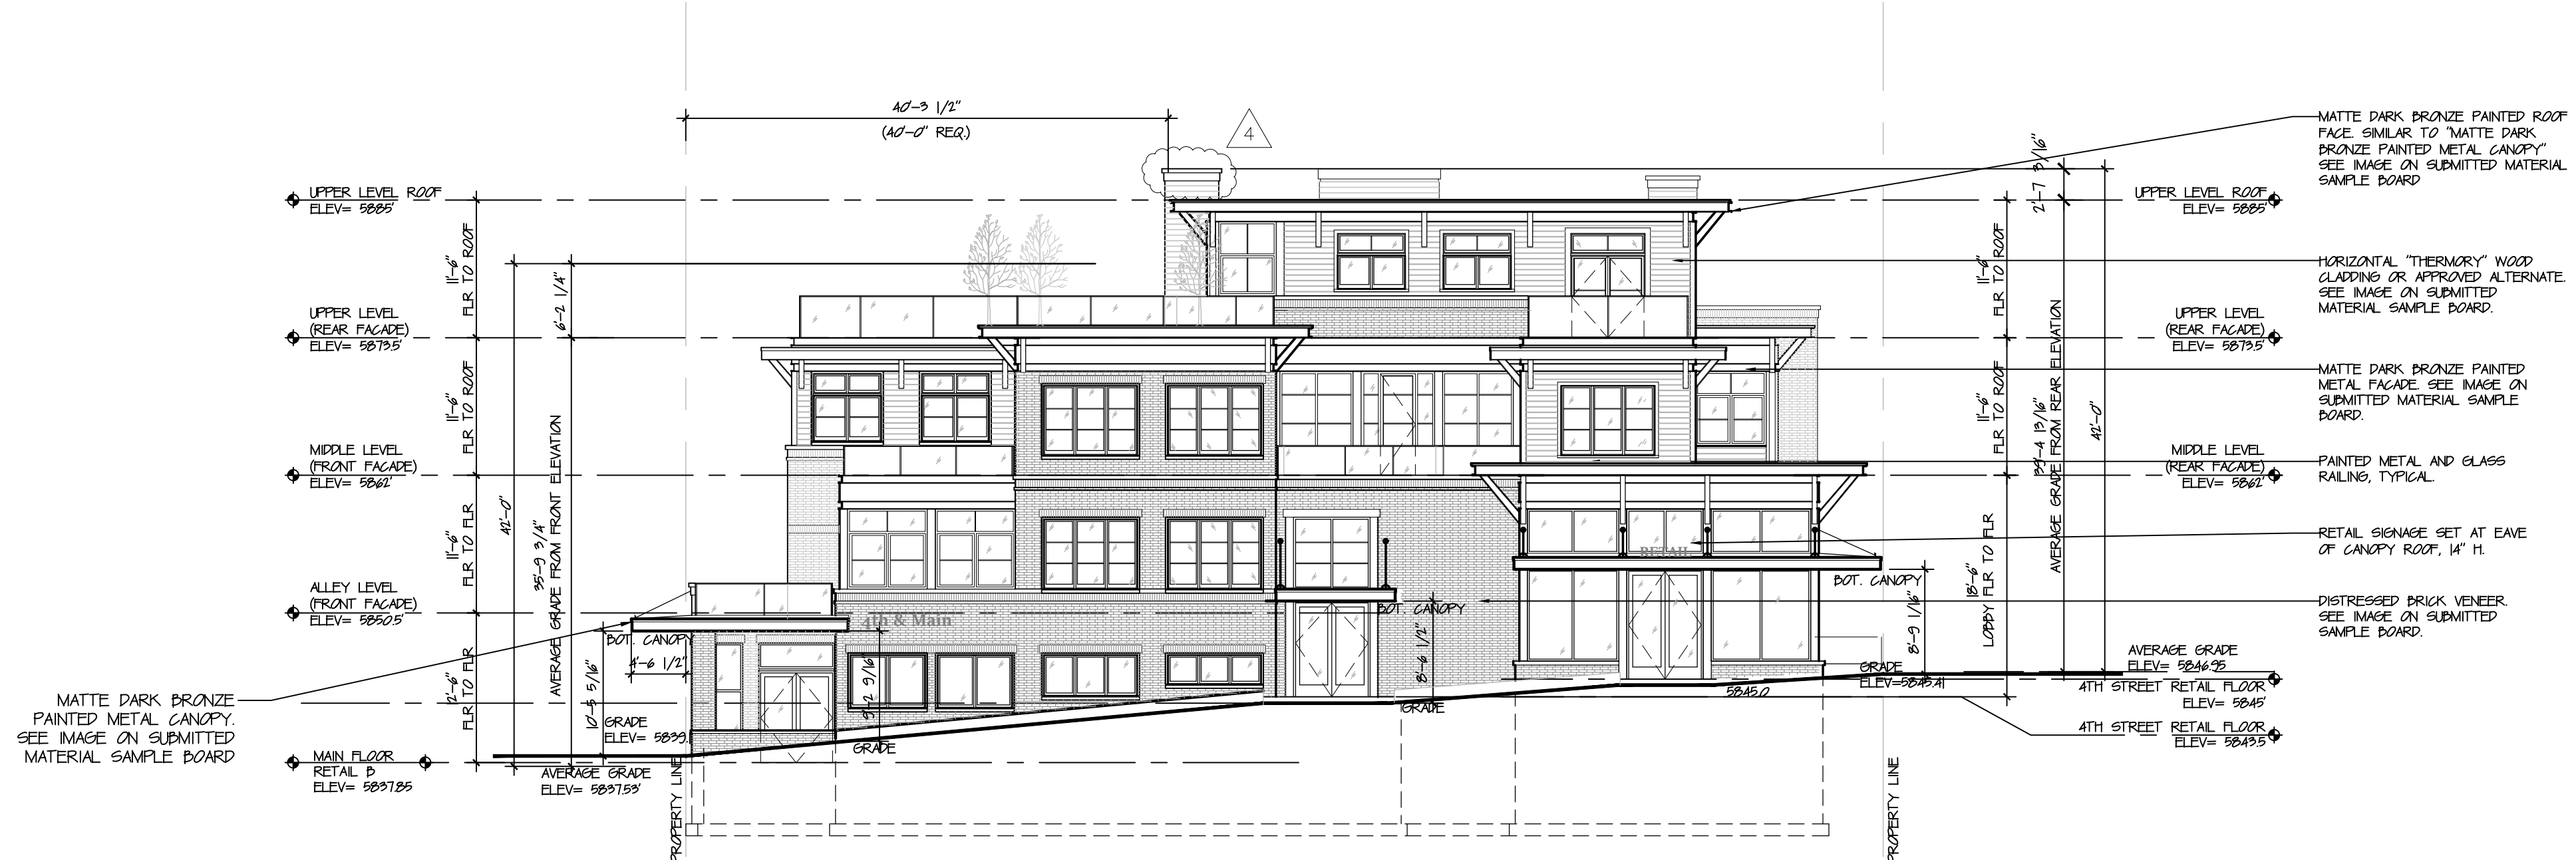 40'-3 1/2"
(40'-0" REQ.)
4
UPPER LEVEL ROOF
ELEV= 5885'
UPPER LEVEL
(REAR FACADE)
ELEV= 5873.5'
MIDDLE LEVEL
(FRONT FACADE)
ELEV= 5862'
ALLEY LEVEL
(FRONT FACADE)
ELEV= 5850.5'
MAIN FLOOR
RETAIL B
ELEV= 5837.85
11'-6"
FLR TO ROOF
11'-6"
FLR TO ROOF
11'-6"
FLR TO FLR
FLR TO FLR
42'-0"
6'-2 1/4"
35'-9 3/4"
AVERAGE GRADE FROM FRONT ELEVATION
AVERAGE GRADE
ELEV= 5837.53'
MATTE DARK BRONZE
PAINTED METAL CANOPY.
SEE IMAGE ON SUBMITTED
MATERIAL SAMPLE BOARD
BOT. CANOPY
4'-6 1/2"
10'-5 5/16"
GRADE
ELEV= 5839.
PROPERTY LINE
4th & Main
9'-2 9/16"
GRADE
BOT. CANOPY
8'-6 1/2"
GRADE
RETAIL
BOT. CANOPY
8'-9 1/16"
GRADE
ELEV=5845.41
5845.0
PROPERTY LINE
2'-7 3/16"
11'-6"
FLR TO ROOF
11'-6"
FLR TO ROOF
18'-6"
LOBBY FLR TO FLR
39'-4 13/16"
AVERAGE GRADE FROM REAR ELEVATION
42'-0"
UPPER LEVEL ROOF
ELEV= 5885'
UPPER LEVEL
(REAR FACADE)
ELEV= 5873.5'
MIDDLE LEVEL
(REAR FACADE)
ELEV= 5862'
AVERAGE GRADE
ELEV= 5846.95
4TH STREET RETAIL FLOOR
ELEV= 5845'
4TH STREET RETAIL FLOOR
ELEV= 5843.5
MATTE DARK BRONZE PAINTED ROOF
FACE. SIMILAR TO "MATTE DARK
BRONZE PAINTED METAL CANOPY"
SEE IMAGE ON SUBMITTED MATERIAL
SAMPLE BOARD
HORIZONTAL "THERMORY" WOOD
CLADDING OR APPROVED ALTERNATE.
SEE IMAGE ON SUBMITTED
MATERIAL SAMPLE BOARD.
MATTE DARK BRONZE PAINTED
METAL FACADE. SEE IMAGE ON
SUBMITTED MATERIAL SAMPLE
BOARD.
PAINTED METAL AND GLASS
RAILING, TYPICAL.
RETAIL SIGNAGE SET AT EAVE
OF CANOPY ROOF, 14" H.
DISTRESSED BRICK VENEER.
SEE IMAGE ON SUBMITTED
SAMPLE BOARD.